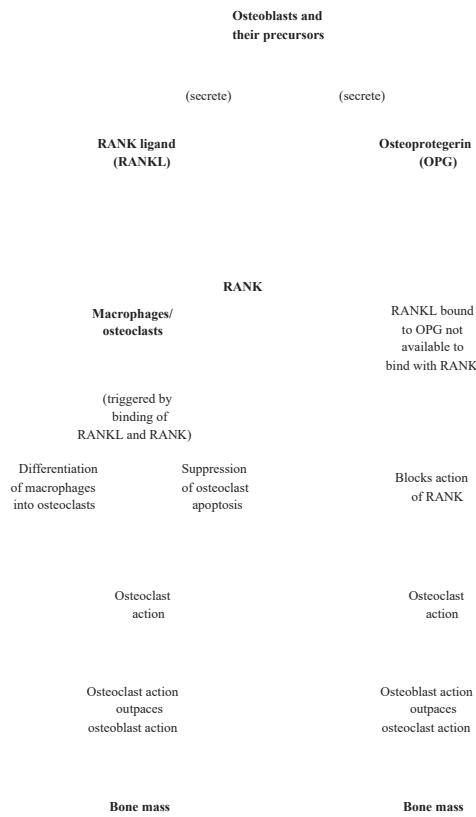 Osteoblasts and
their precursors
(secrete)
(secrete)
RANK ligand
(RANKL)
Osteoprotegerin
(OPG)
RANK
Macrophages/
osteoclasts
RANKL bound
to OPG not
available to
bind with RANK
(triggered by
binding of
RANKL and RANK)
Differentiation
of macrophages
into osteoclasts
Suppression
of osteoclast
apoptosis
Blocks action
of RANK
Osteoclast
action
Osteoclast
action
Osteoclast action
outpaces
osteoblast action
Osteoblast action
outpaces
osteoclast action
Bone mass
Bone mass